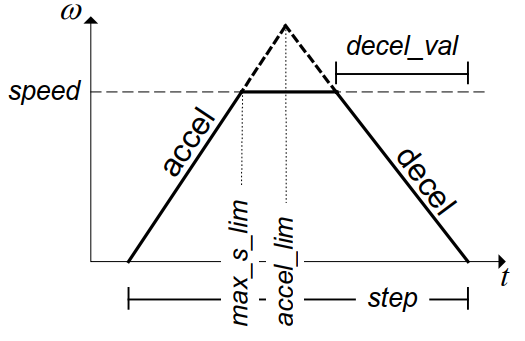 ω
decel_val
speed
accel
decel
max_s_lim
accel_lim
t
step